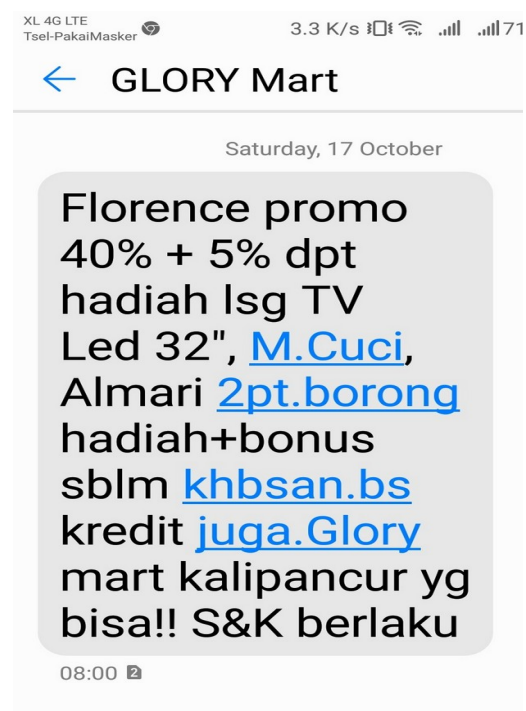 XL 4G LTE
Tsel-PakaiMasker
3.3 K/s
71
GLORY Mart
Saturday, 17 October
Florence promo
40% + 5% dpt
hadiah lsg TV
Led 32", M.Cuci,
Almari 2pt.borong
hadiah+bonus
sblm khbsan.bs
kredit juga.Glory
mart kalipancur yg
bisa!! S&K berlaku
08:00 2